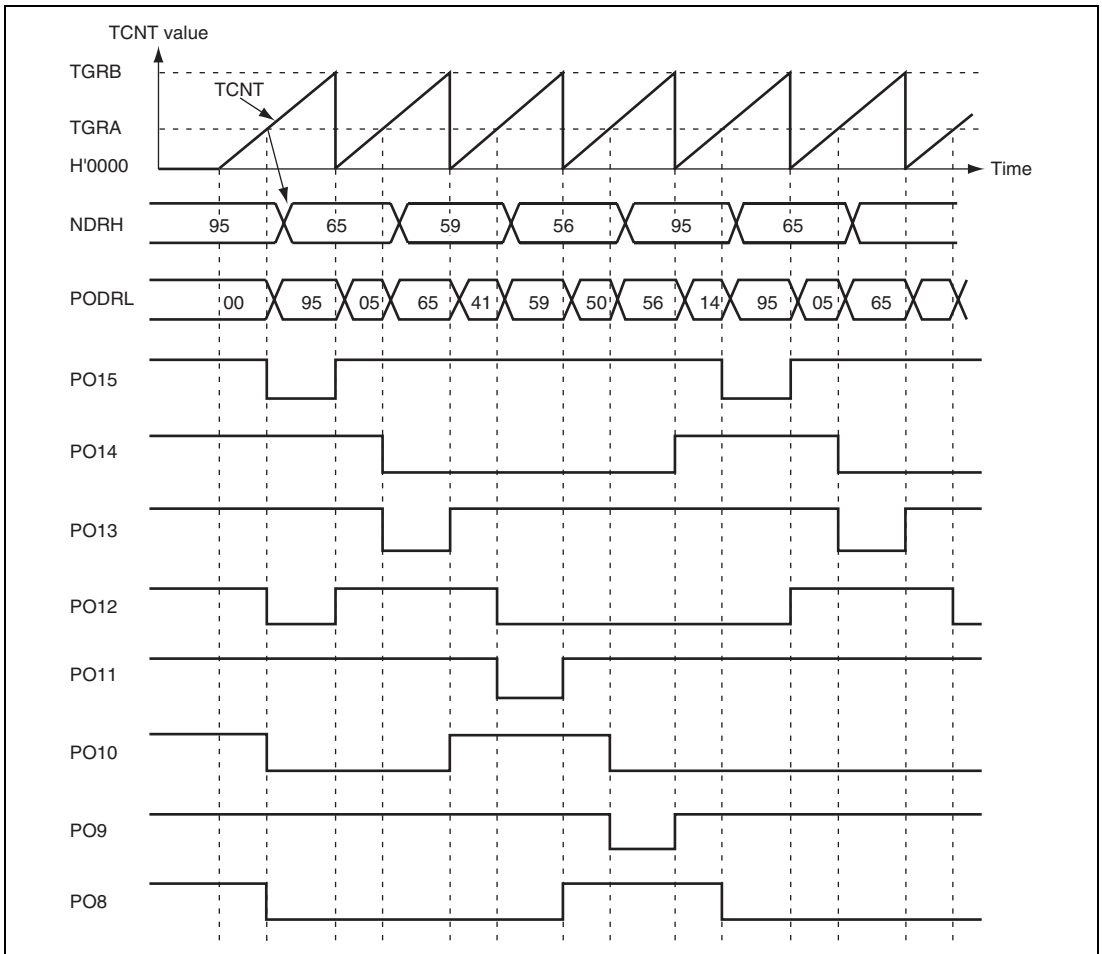 TCNT value
TGRB
TCNT
TGRA
H'0000
Time
NDRH 95 65 59 56 95 65
PODRL 00 95 05 65 41 59 50 56 14 95 05 65
PO15
PO14
PO13
PO12
PO11
PO10
PO9
PO8